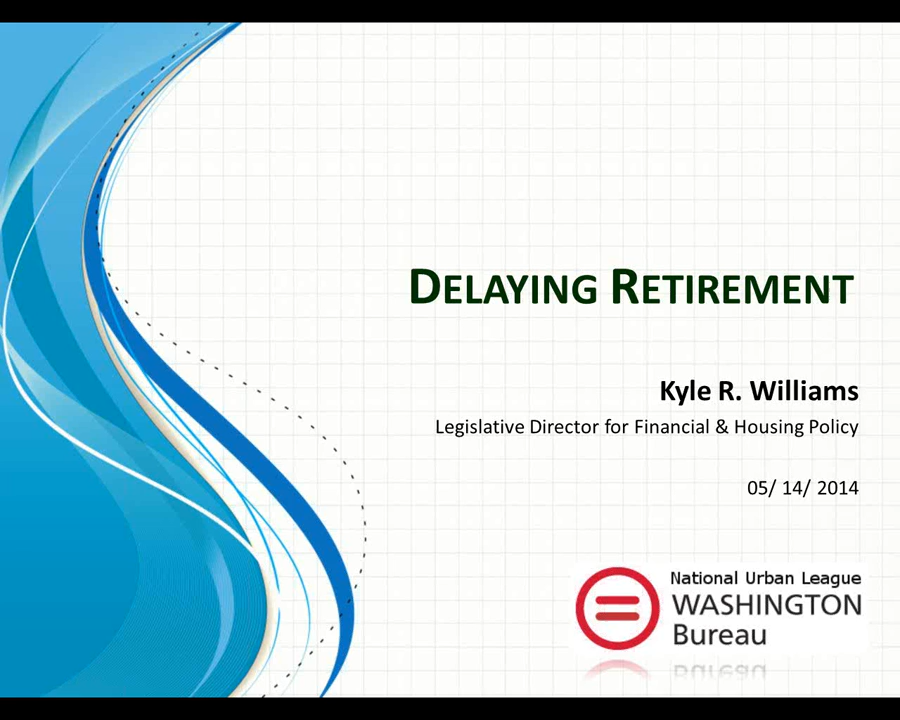 DELAYING RETIREMENT
Kyle R. Williams
Legislative Director for Financial & Housing Policy
05/ 14/ 2014
National Urban League
WASHINGTON
Bureau